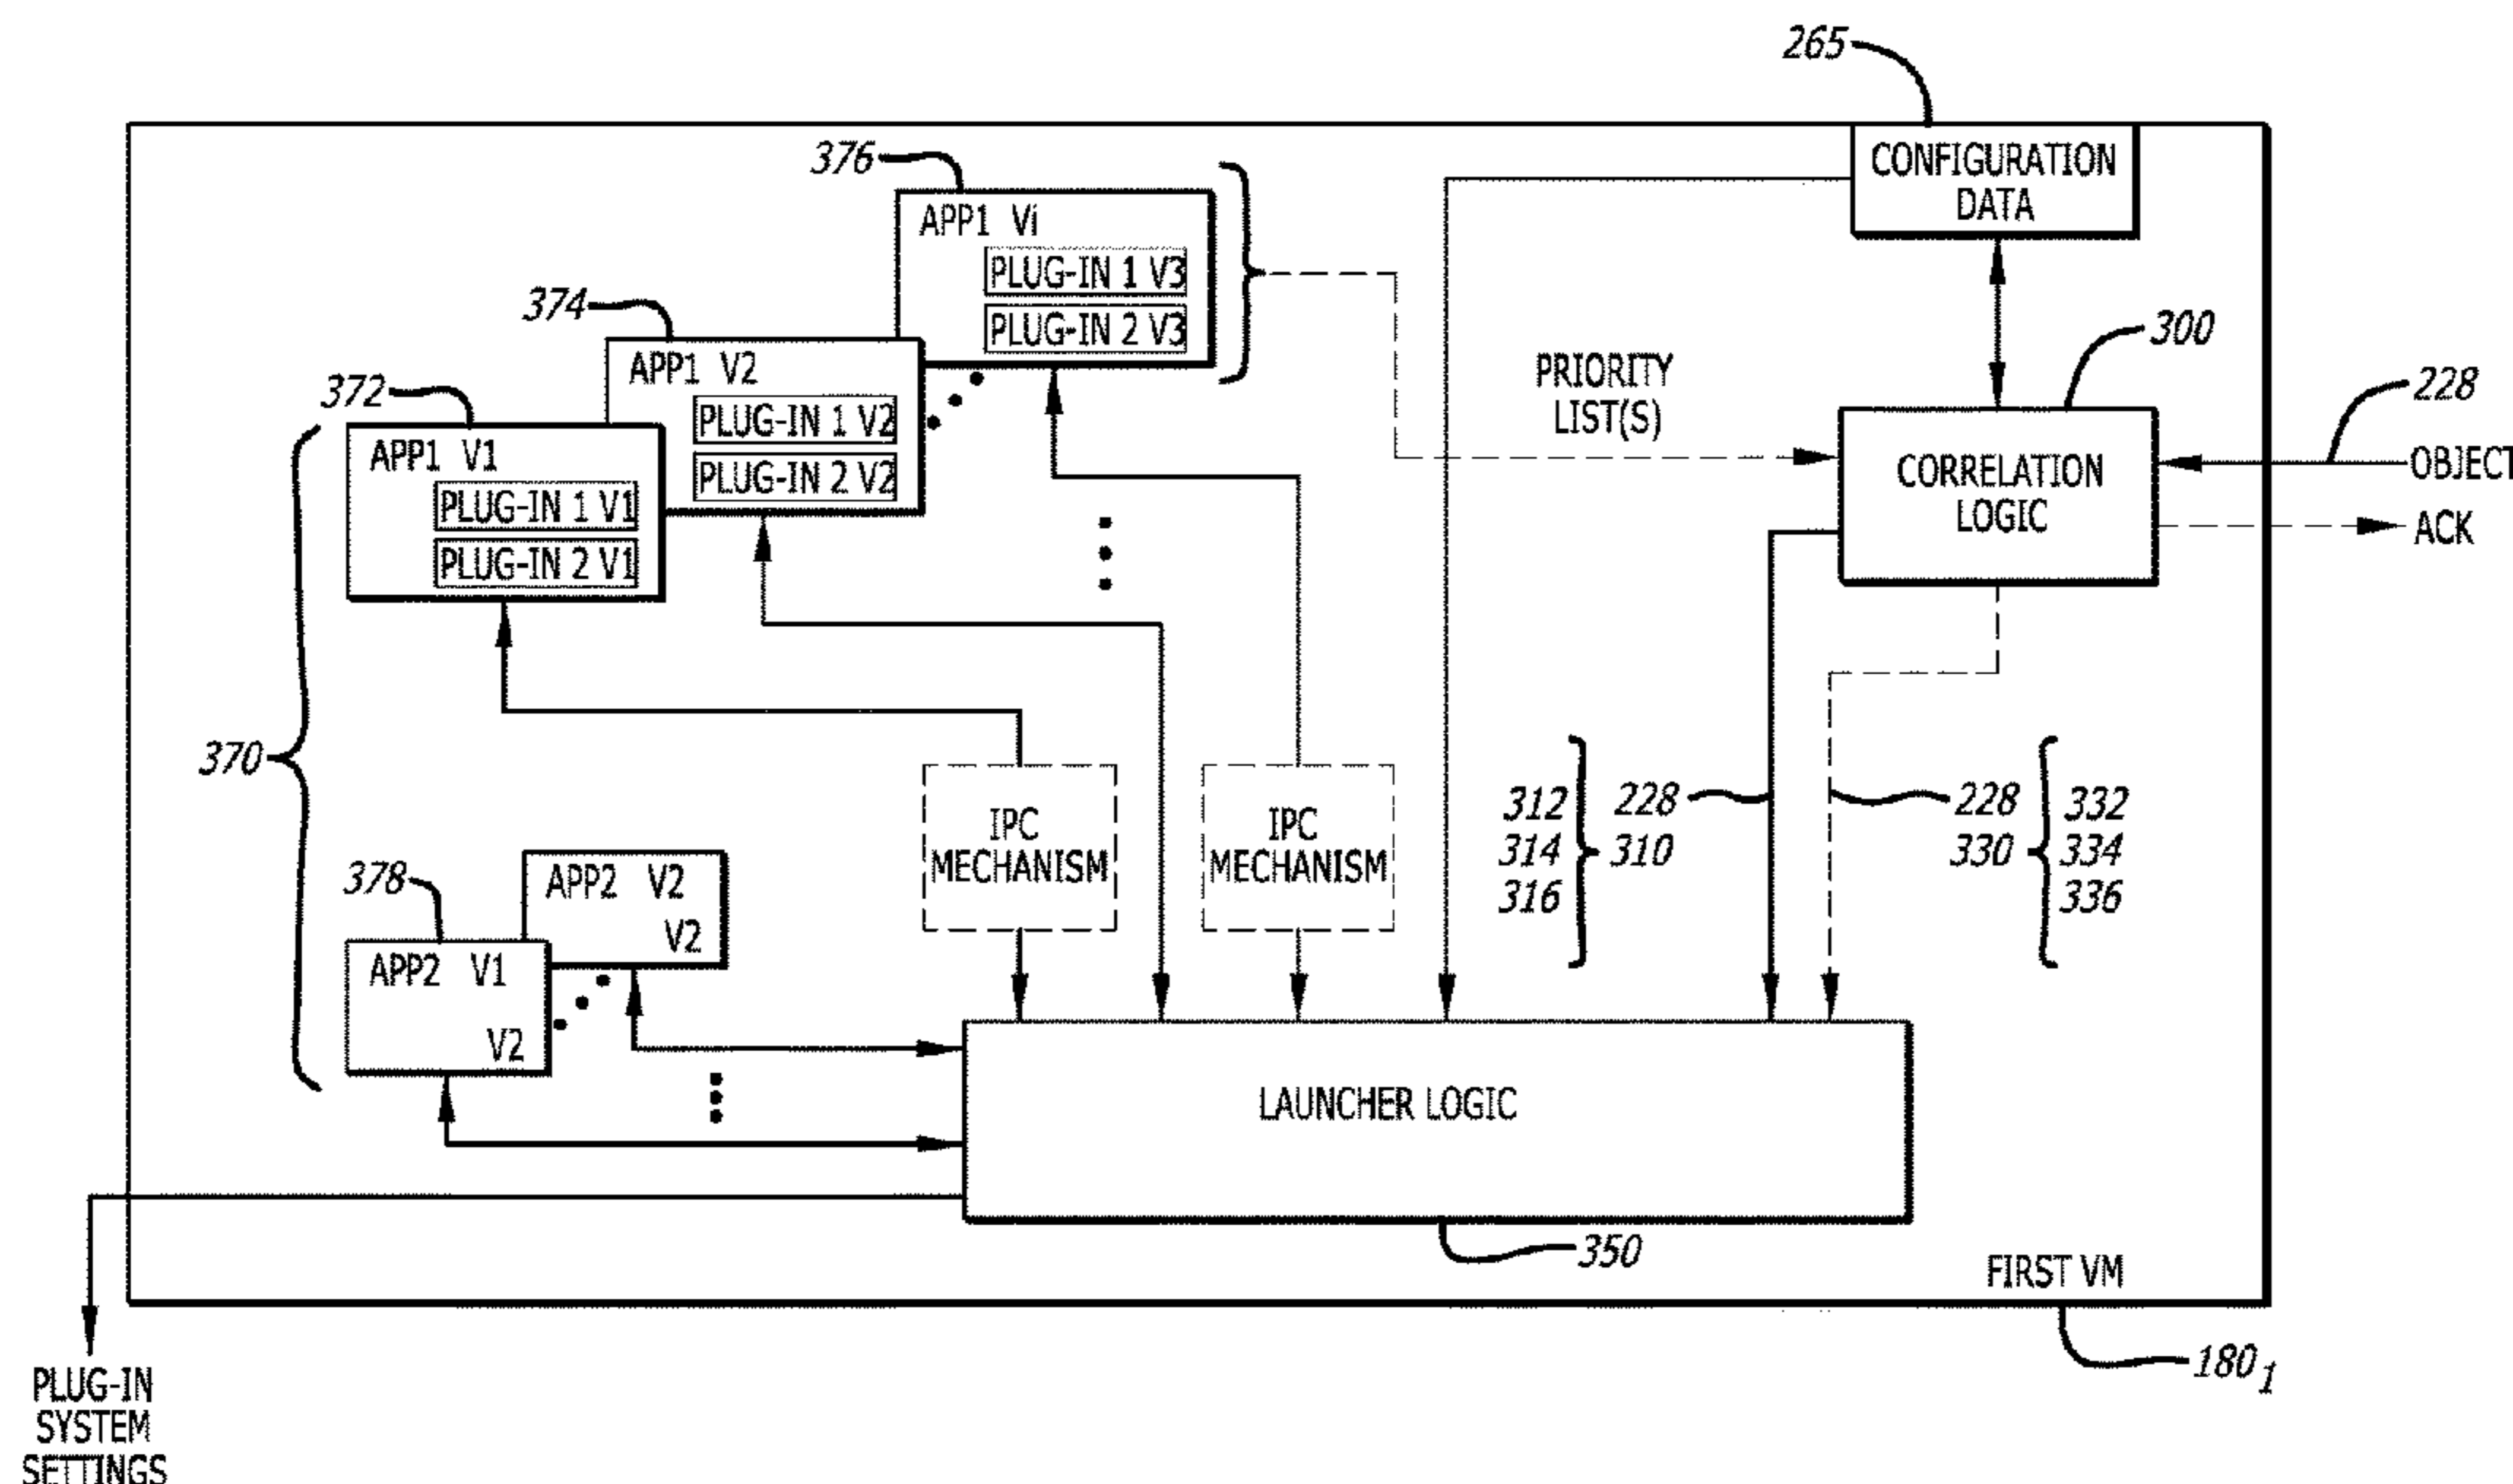 265
CONFIGURATION
DATA
376
APP1 Vi
PLUG-IN 1 V3
PLUG-IN 2 V3
374
APP1 V2
PLUG-IN 1 V2
PLUG-IN 2 V2
372
APP1 V1
PLUG-IN 1 V1
PLUG-IN 2 V1
PRIORITY
LIST(S)
300
CORRELATION
LOGIC
228
OBJECT
ACK
370
IPC
MECHANISM
IPC
MECHANISM
312
314
316
228
310
228
330
332
334
336
378
APP2 V2
V2
APP2 V1
V2
LAUNCHER LOGIC
350
FIRST VM
180 1
PLUG-IN
SYSTEM
SETTINGS